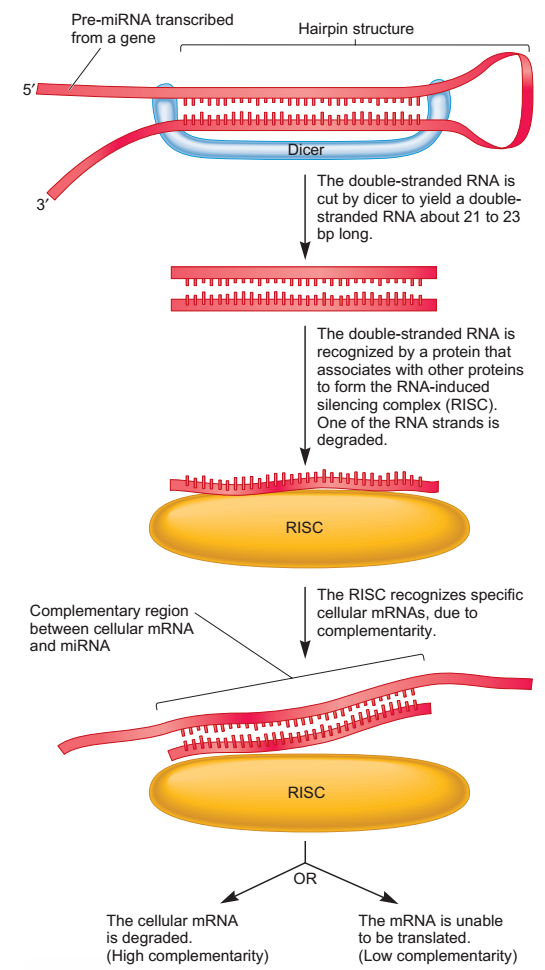 Pre-miRNA transcribed
from a gene
Hairpin structure
5′
Dicer
3′
The double-stranded RNA is
cut by dicer to yield a double-
stranded RNA about 21 to 23
bp long.
The double-stranded RNA is
recognized by a protein that
associates with other proteins
to form the RNA-induced
silencing complex (RISC).
One of the RNA strands is
degraded.
RISC
The RISC recognizes specific
cellular mRNAs, due to
complementarity.
Complementary region
between cellular mRNA
and miRNA
RISC
OR
The cellular mRNA
is degraded.
(High complementarity)
The mRNA is unable
to be translated.
(Low complementarity)